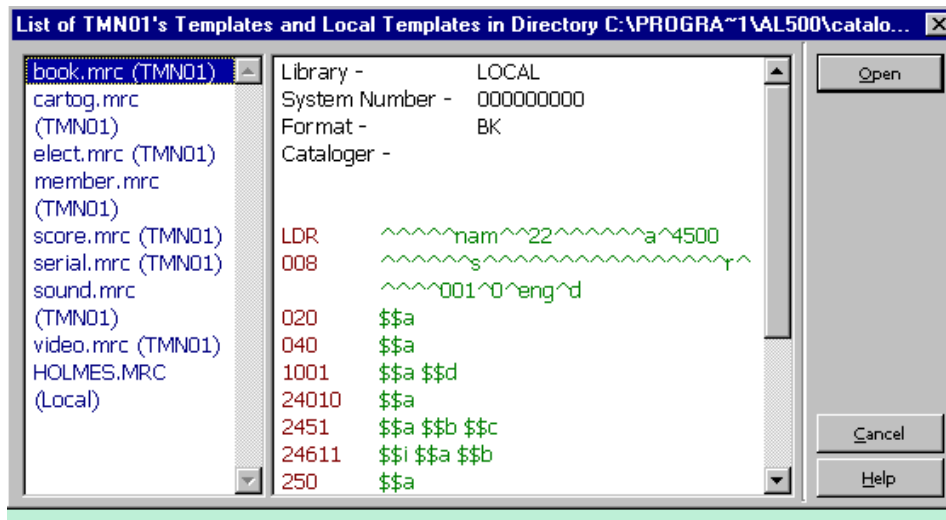 List of TMN01's Templates and Local Templates in Directory C:\PROGRA~1\AL500\catalo...
book.mrc (TMN01)
cartog.mrc
(TMN01)
elect.mrc (TMN01)
member.mrc
(TMN01)
score.mrc (TMN01)
serial.mrc (TMN01)
sound.mrc
(TMN01)
video.mrc (TMN01)
HOLMES.MRC
(Local)
Library - LOCAL
System Number - 000000000
Format - BK
Cataloger -
LDR ^^^^^nam^^22^^^^^^a^4500
008 ^^^^^^s^^^^^^^^^^^^^^^^r^
^^^^001^0^eng^d
020 $$a
040 $$a
1001 $$a $$d
24010 $$a
2451 $$a $$b $$c
24611 $$i $$a $$b
250 $$a
Open
Cancel
Help